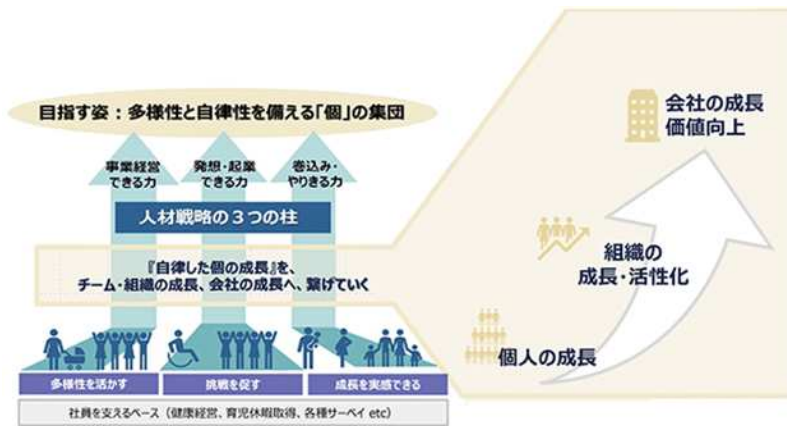 目指す姿：多様性と自律性を備える「個」の集団
事業経営
できる力
発想・起業
できる力
巻込み・
やりきる力
人材戦略の３つの柱
『自律した個の成長』を、
チーム・組織の成長、会社の成長へ、繋げていく
多様性を活かす
挑戦を促す
成長を実感できる
社員を支えるベース（健康経営、育児休暇取得、各種サーベイ etc）
会社の成長
価値向上
組織の
成長・活性化
個人の成長